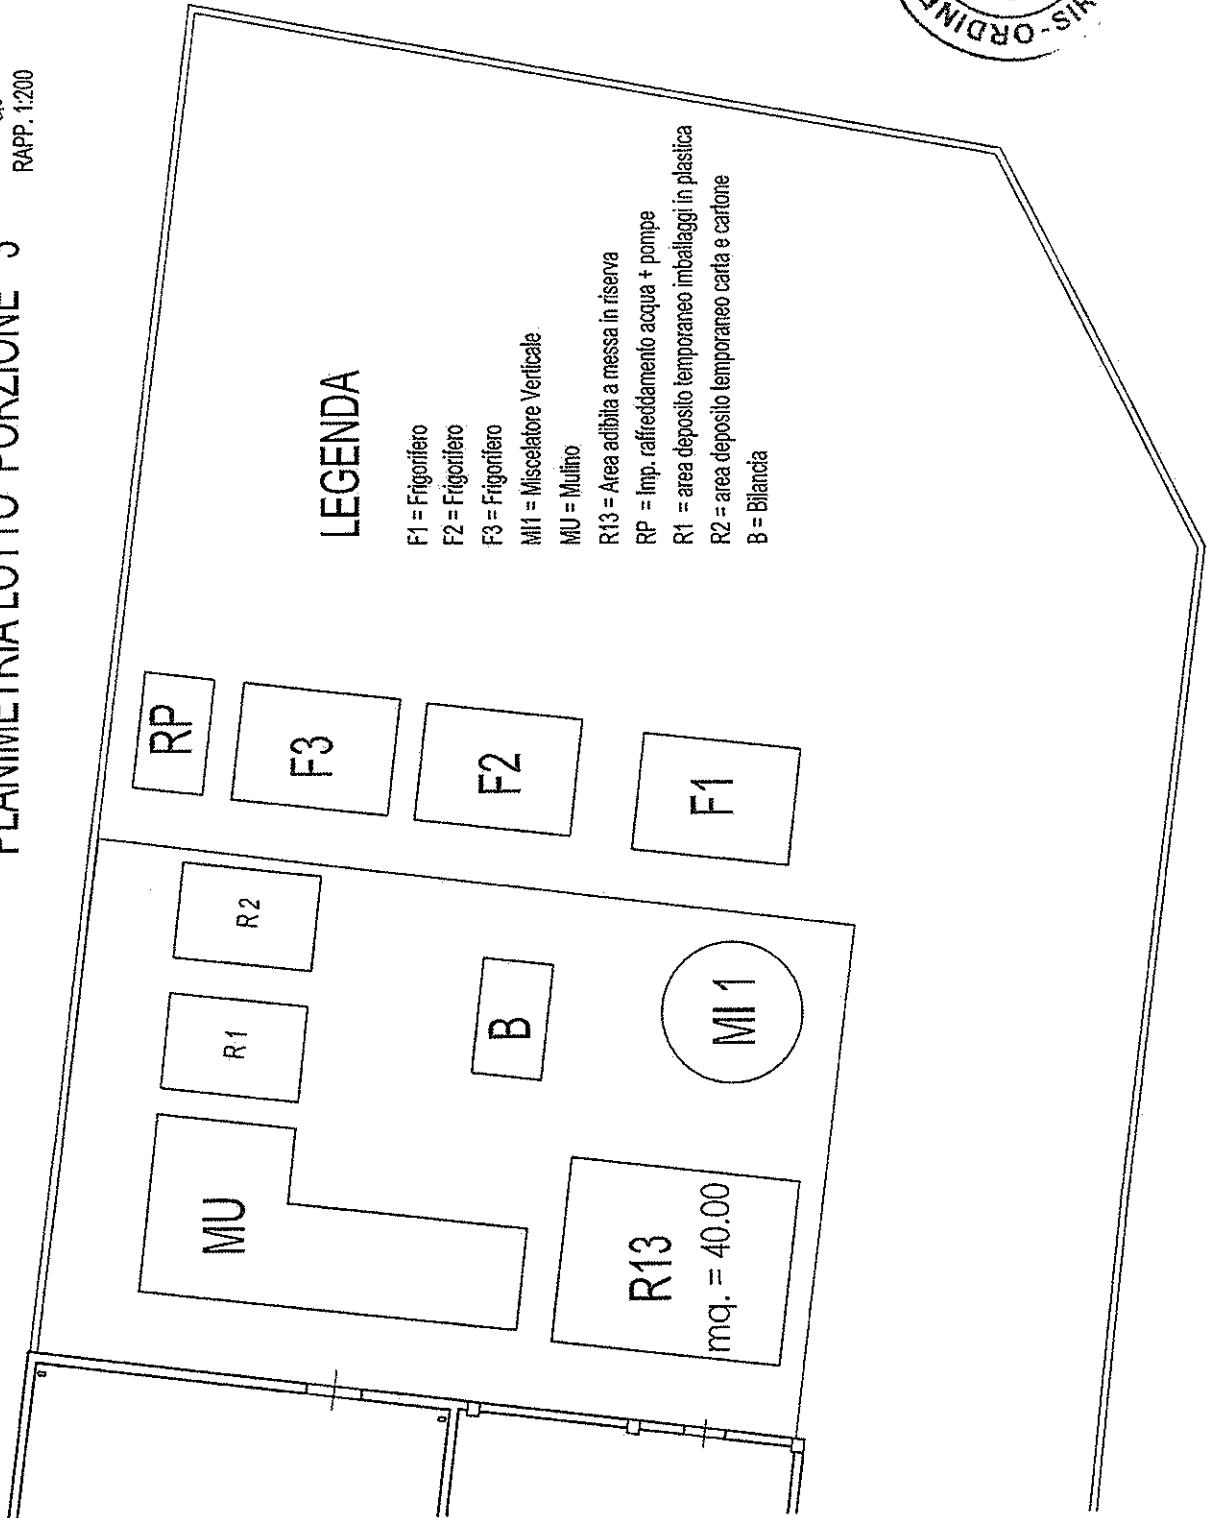 PLANIMETRIA LOTTO PORZIONE "3"
RAPP. 1:200
LEGENDA
F1 = Frigorifero
F2 = Frigorifero
F3 = Frigorifero
MI1 = Miscelatore Verticale
MU = Mulino
R13 = Area adibita a messa in riserva
RP = Imp. raffreddamento acqua + pompe
R1 = area deposito temporaneo imballaggi in plastica
R2 = area deposito temporaneo carta e cartone
B = Bilancia
RP
F3
F2
F1
R2
R1
B
MI 1
MU
R13
mq. = 40.00